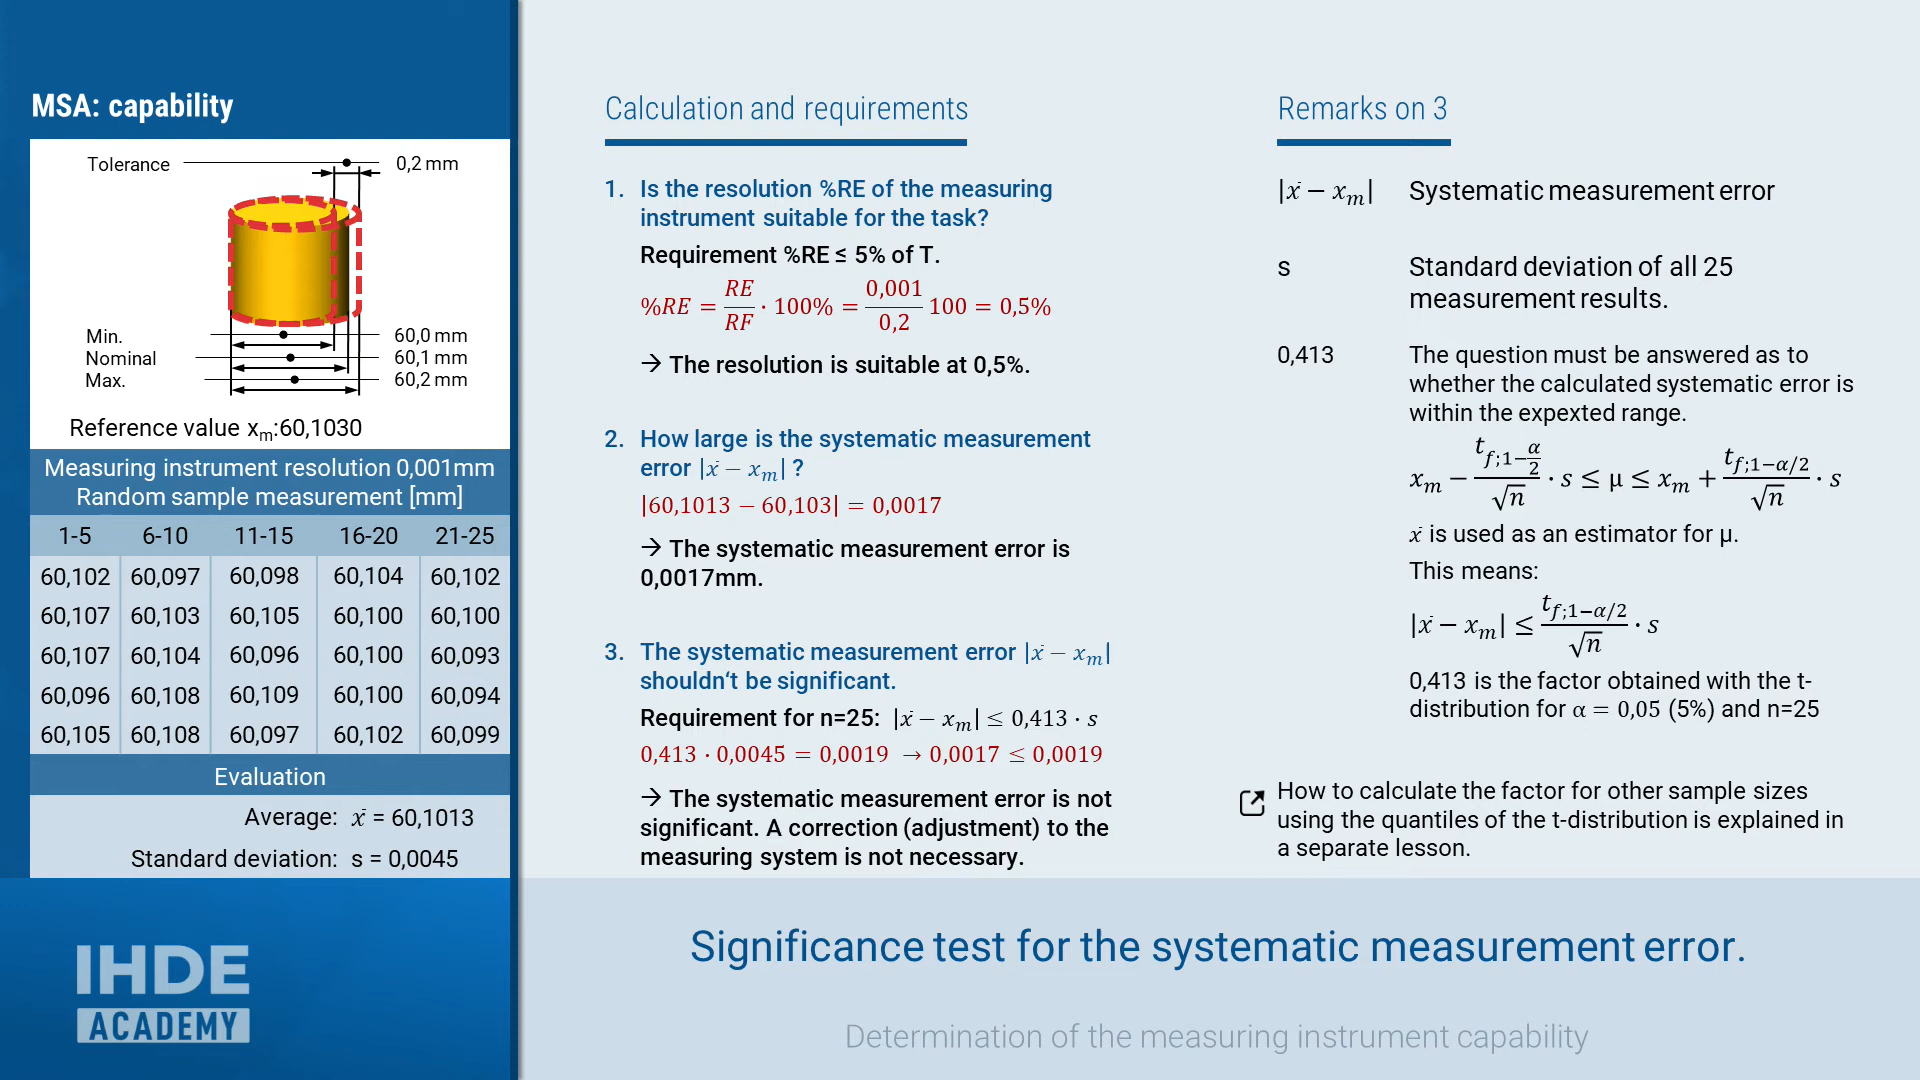 MSA: capability
Tolerance 0,2 mm
Min. 60,0 mm
Nominal 60,1 mm
Max. 60,2 mm
Reference value xₘ:60,1030
Measuring instrument resolution 0,001mm
Random sample measurement [mm]
1-5 6-10 11-15 16-20 21-25
60,102 60,097 60,098 60,104 60,102
60,107 60,103 60,105 60,100 60,100
60,107 60,104 60,096 60,100 60,093
60,096 60,108 60,109 60,100 60,094
60,105 60,108 60,097 60,102 60,099
Evaluation
Average: x̄ = 60,1013
Standard deviation: s = 0,0045
IHDE
ACADEMY
Calculation and requirements
1. Is the resolution %RE of the measuring
instrument suitable for the task?
Requirement %RE ≤ 5% of T.
%RE = RE/RF · 100% = 0,001/0,2 100 = 0,5%
→ The resolution is suitable at 0,5%.
2. How large is the systematic measurement
error |x̄ − xₘ| ?
|60,1013 − 60,103| = 0,0017
→ The systematic measurement error is
0,0017mm.
3. The systematic measurement error |x̄ − xₘ|
shouldn‘t be significant.
Requirement for n=25: |x̄ − xₘ| ≤ 0,413 · s
0,413 · 0,0045 = 0,0019 → 0,0017 ≤ 0,0019
→ The systematic measurement error is not
significant. A correction (adjustment) to the
measuring system is not necessary.
Remarks on 3
|x̄ − xₘ| Systematic measurement error
s Standard deviation of all 25
measurement results.
0,413 The question must be answered as to
whether the calculated systematic error is
within the expexted range.
xₘ − t_{f;1−α/2}/√n · s ≤ μ ≤ xₘ + t_{f;1−α/2}/√n · s
x̄ is used as an estimator for μ.
This means:
|x̄ − xₘ| ≤ t_{f;1−α/2}/√n · s
0,413 is the factor obtained with the t-
distribution for α = 0,05 (5%) and n=25
How to calculate the factor for other sample sizes
using the quantiles of the t-distribution is explained in
a separate lesson.
Significance test for the systematic measurement error.
Determination of the measuring instrument capability